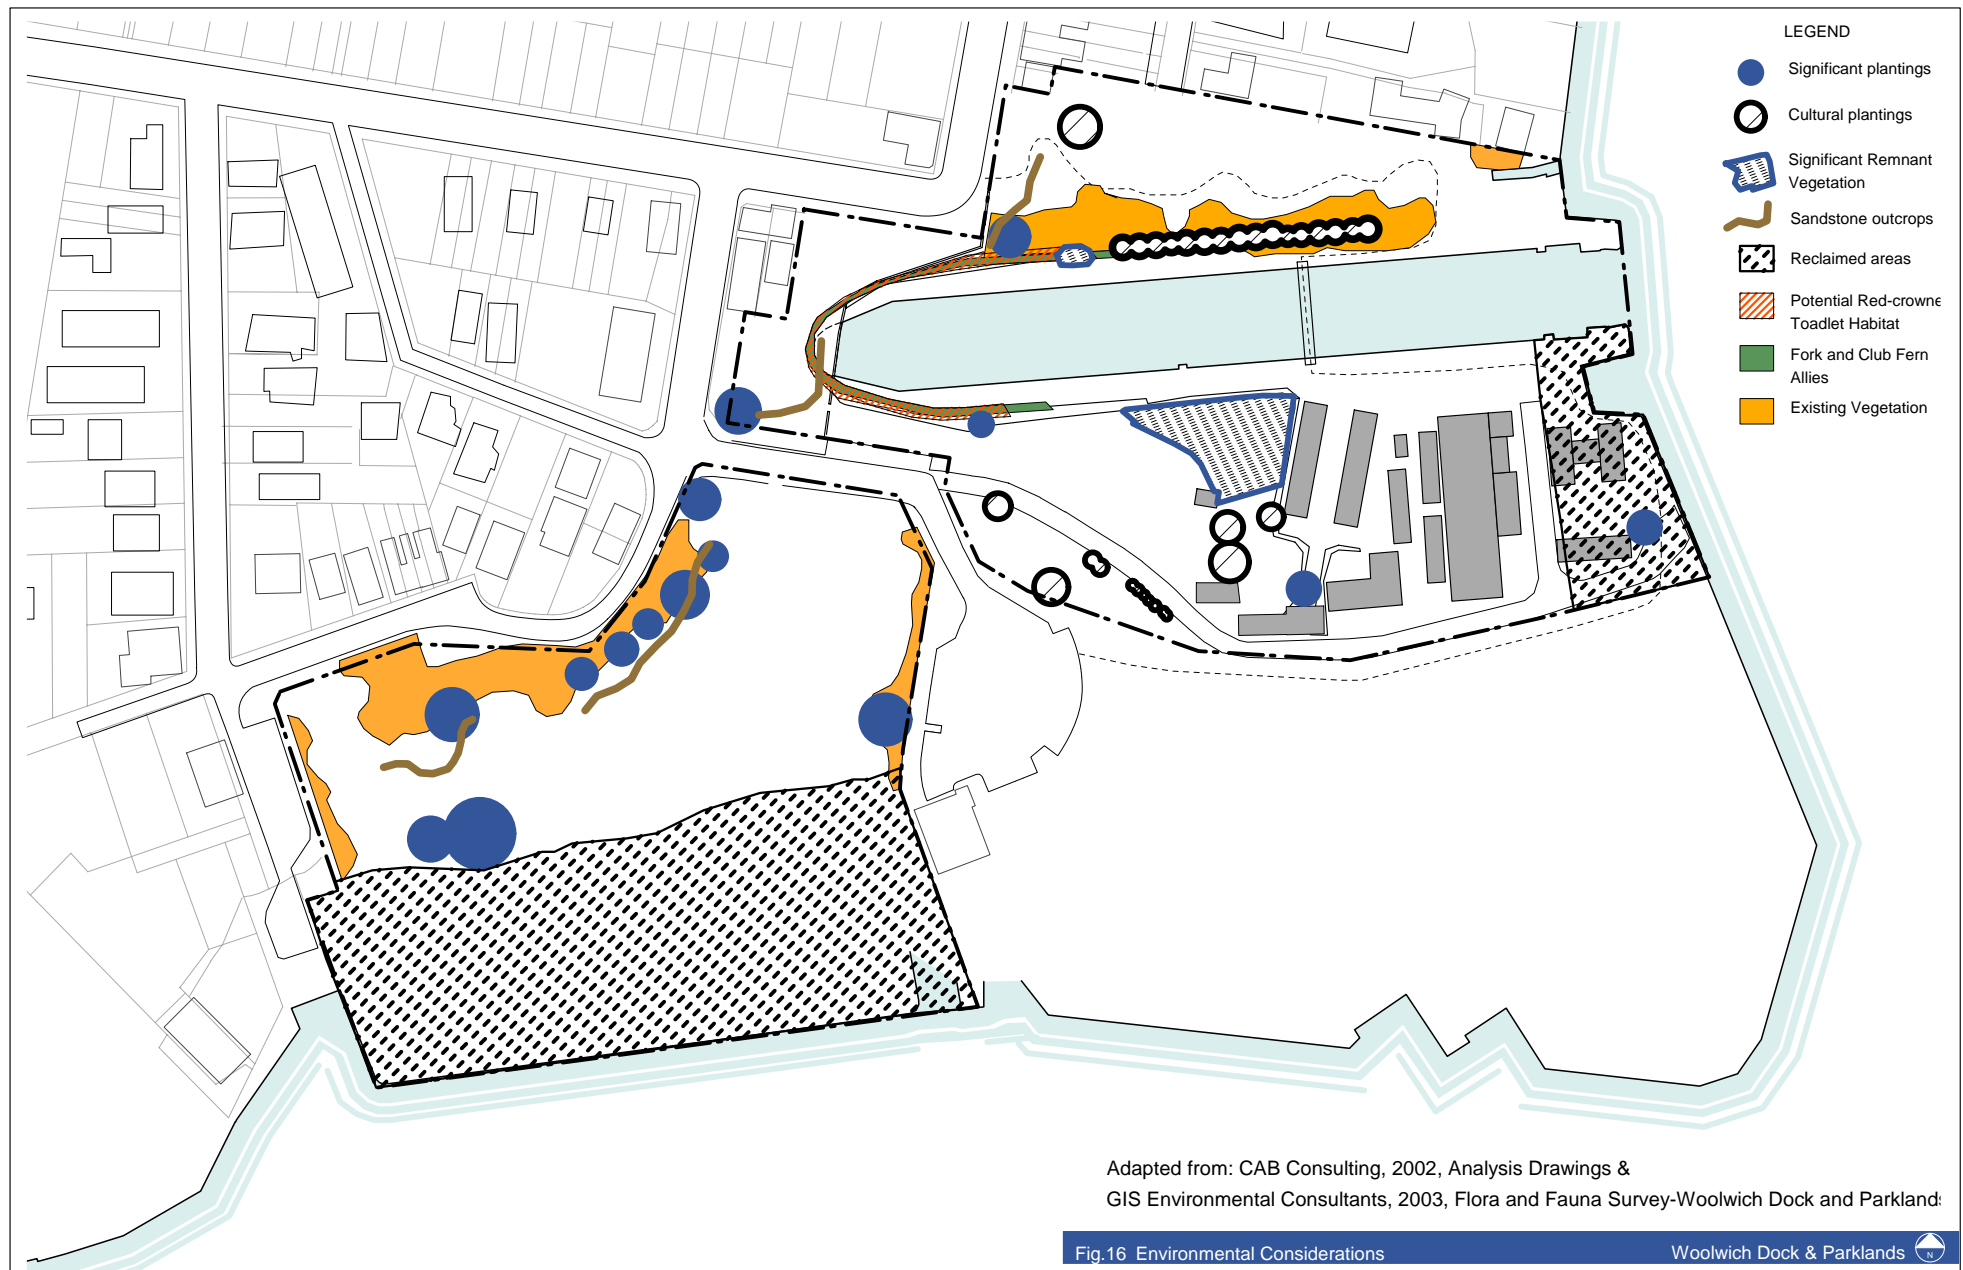 LEGEND
Significant plantings
Cultural plantings
Significant Remnant
Vegetation
Sandstone outcrops
Reclaimed areas
Potential Red-crowne
Toadlet Habitat
Fork and Club Fern
Allies
Existing Vegetation
Adapted from: CAB Consulting, 2002, Analysis Drawings &
GIS Environmental Consultants, 2003, Flora and Fauna Survey-Woolwich Dock and Parklands
Fig.16 Environmental Considerations
Woolwich Dock & Parklands
N